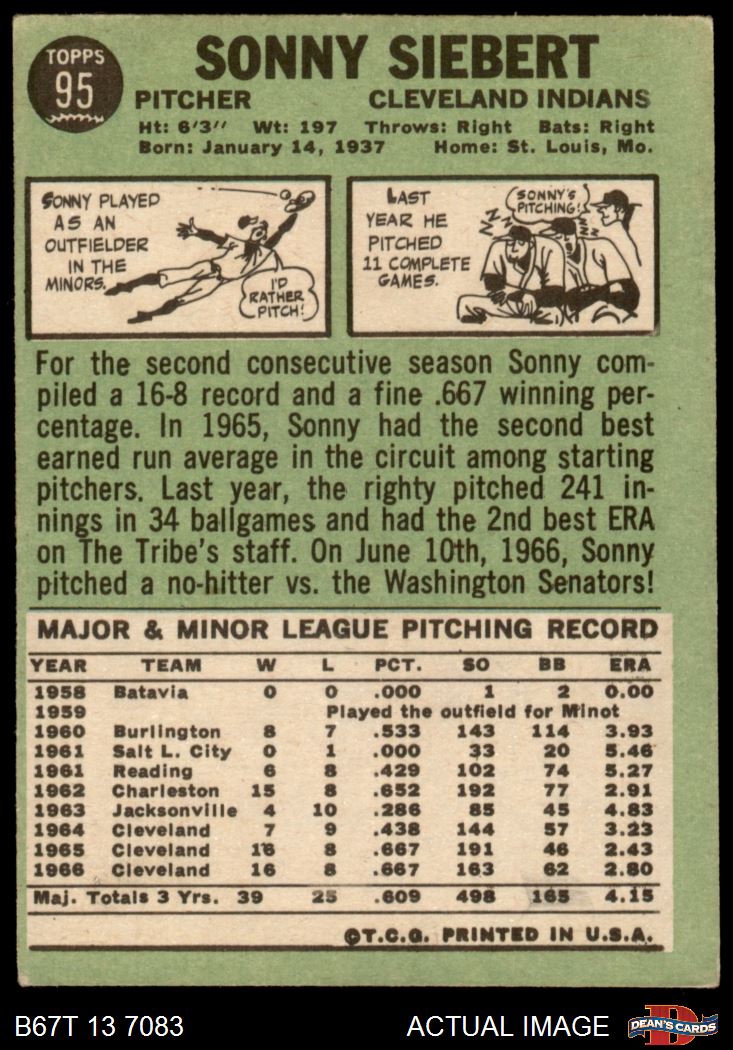 TOPPS
95
SONNY SIEBERT
PITCHER CLEVELAND INDIANS
Ht: 6'3" Wt: 197 Throws: Right Bats: Right
Born: January 14, 1937 Home: St. Louis, Mo.
SONNY PLAYED
AS AN
OUTFIELDER
IN THE
MINORS.
I'D
RATHER
PITCH!
LAST
YEAR HE
PITCHED
11 COMPLETE
GAMES.
SONNY'S
PITCHING!
ZZZ
ZZZ
For the second consecutive season Sonny com-
piled a 16-8 record and a fine .667 winning per-
centage. In 1965, Sonny had the second best
earned run average in the circuit among starting
pitchers. Last year, the righty pitched 241 in-
nings in 34 ballgames and had the 2nd best ERA
on The Tribe's staff. On June 10th, 1966, Sonny
pitched a no-hitter vs. the Washington Senators!
MAJOR & MINOR LEAGUE PITCHING RECORD
YEAR TEAM W L PCT. SO BB ERA
1958 Batavia 0 0 .000 1 2 0.00
1959 Played the outfield for Minot
1960 Burlington 8 7 .533 143 114 3.93
1961 Salt L. City 0 1 .000 33 20 5.46
1961 Reading 6 8 .429 102 74 5.27
1962 Charleston 15 8 .652 192 77 2.91
1963 Jacksonville 4 10 .286 85 45 4.83
1964 Cleveland 7 9 .438 144 57 3.23
1965 Cleveland 16 8 .667 191 46 2.43
1966 Cleveland 16 8 .667 163 62 2.80
Maj. Totals 3 Yrs. 39 25 .609 498 165 4.15
©T.C.G. PRINTED IN U.S.A.
B67T 13 7083 ACTUAL IMAGE
D
DEAN'S CARDS